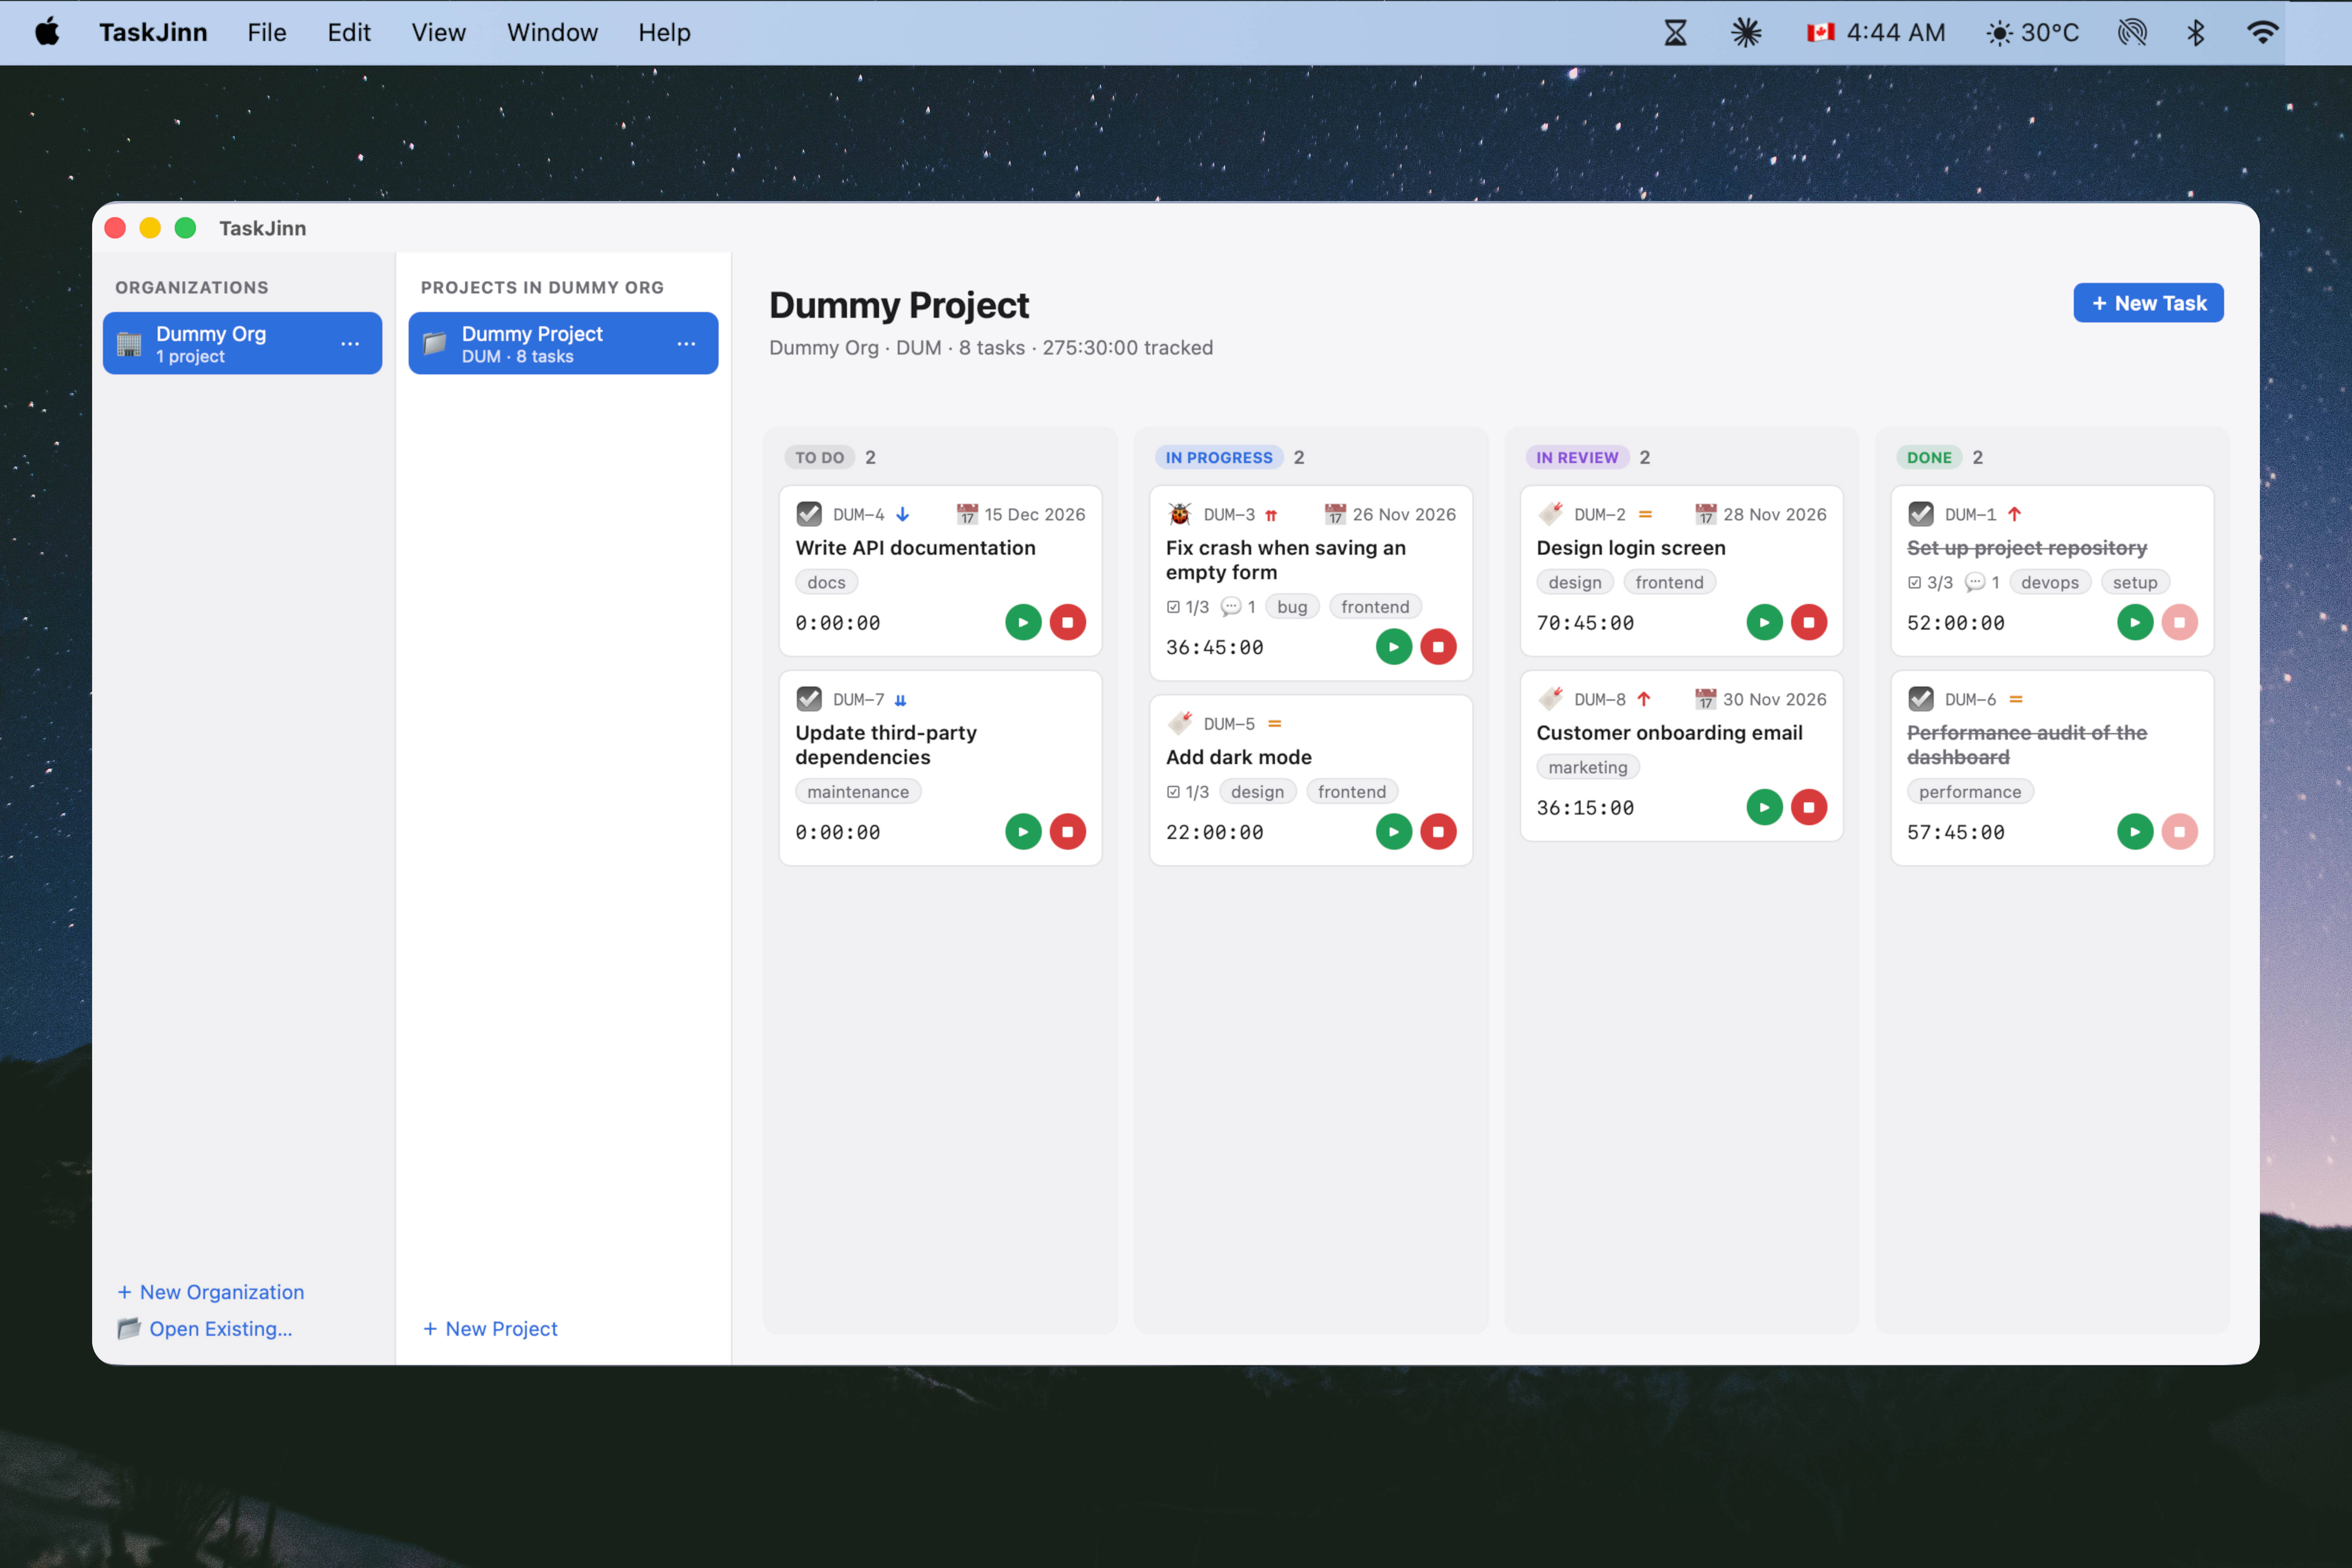 TaskJinn File Edit View Window Help 4:44 AM 30°C
TaskJinn
ORGANIZATIONS
Dummy Org
1 project
...
+ New Organization
Open Existing...
PROJECTS IN DUMMY ORG
Dummy Project
DUM · 8 tasks
...
+ New Project
Dummy Project
Dummy Org · DUM · 8 tasks · 275:30:00 tracked
+ New Task
TO DO 2
DUM-4 17 15 Dec 2026
Write API documentation
docs
0:00:00
DUM-7
Update third-party
dependencies
maintenance
0:00:00
IN PROGRESS 2
DUM-3 17 26 Nov 2026
Fix crash when saving an
empty form
1/3 1 bug frontend
36:45:00
DUM-5
Add dark mode
1/3 design frontend
22:00:00
IN REVIEW 2
DUM-2 17 28 Nov 2026
Design login screen
design frontend
70:45:00
DUM-8 17 30 Nov 2026
Customer onboarding email
marketing
36:15:00
DONE 2
DUM-1
Set up project repository
3/3 1 devops setup
52:00:00
DUM-6
Performance audit of the
dashboard
performance
57:45:00